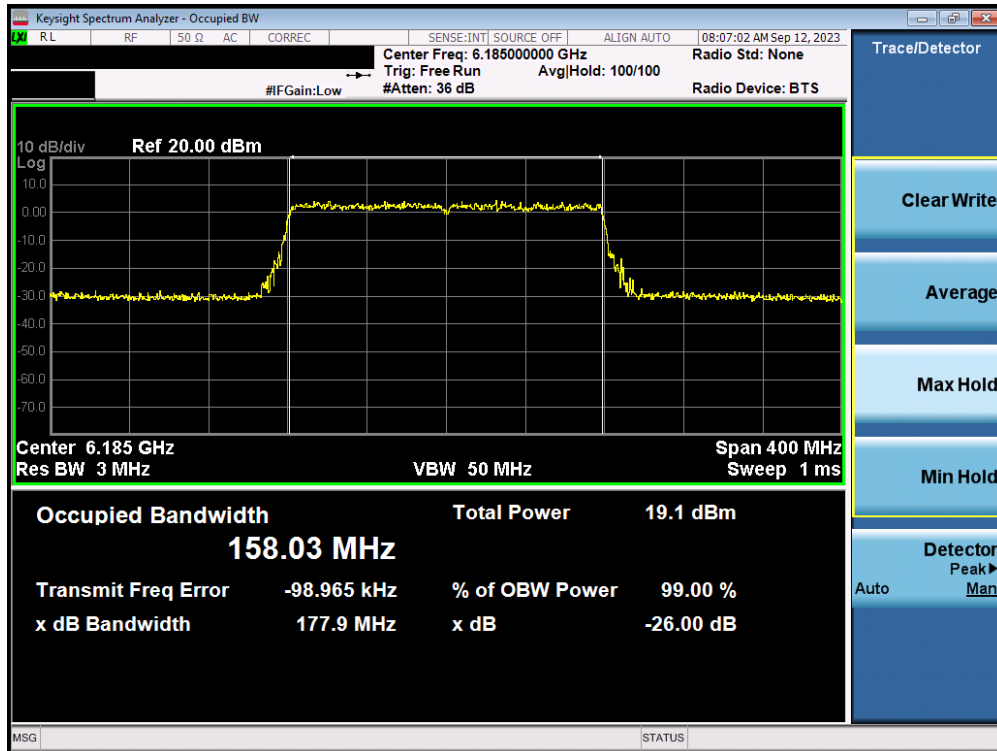 Keysight Spectrum Analyzer - Occupied BW
LXI RL RF 50 Ω AC CORREC SENSE:INT SOURCE OFF ALIGN AUTO 08:07:02 AM Sep 12, 2023
Center Freq: 6.185000000 GHz Radio Std: None
Trig: Free Run Avg|Hold: 100/100
#IFGain:Low #Atten: 36 dB Radio Device: BTS
Trace/Detector
10 dB/div Ref 20.00 dBm
Log
10.0
0.00
-10.0
-20.0
-30.0
-40.0
-50.0
-60.0
-70.0
Center 6.185 GHz Span 400 MHz
Res BW 3 MHz VBW 50 MHz Sweep 1 ms
Occupied Bandwidth Total Power 19.1 dBm
158.03 MHz
Transmit Freq Error -98.965 kHz % of OBW Power 99.00 %
x dB Bandwidth 177.9 MHz x dB -26.00 dB
Clear Write
Average
Max Hold
Min Hold
Detector
Peak▶
Auto Man
MSG STATUS